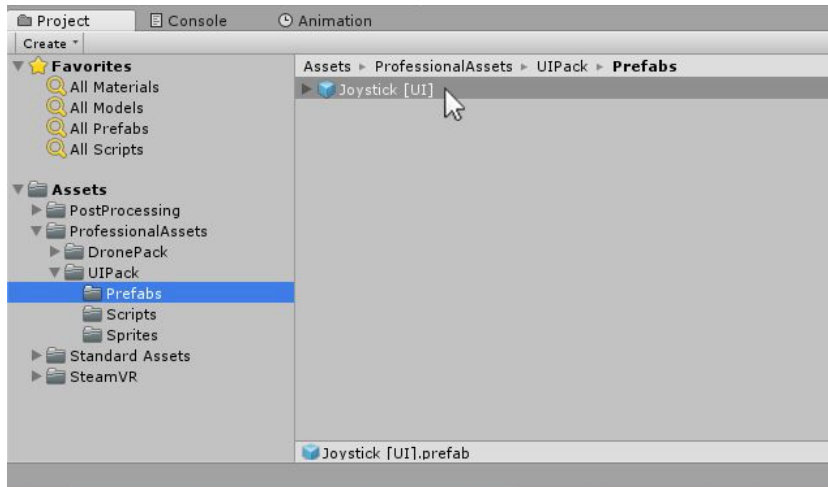 Project Console Animation
Create
Favorites
All Materials
All Models
All Prefabs
All Scripts
Assets
PostProcessing
ProfessionalAssets
DronePack
UIPack
Prefabs
Scripts
Sprites
Standard Assets
SteamVR
Assets ▸ ProfessionalAssets ▸ UIPack ▸ Prefabs
Joystick [UI]
Joystick [UI].prefab